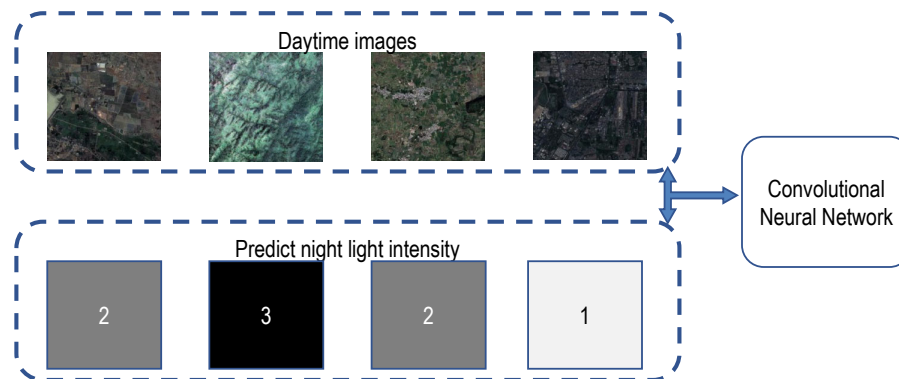 Daytime images
Convolutional
Neural Network
Predict night light intensity
2
3
2
1